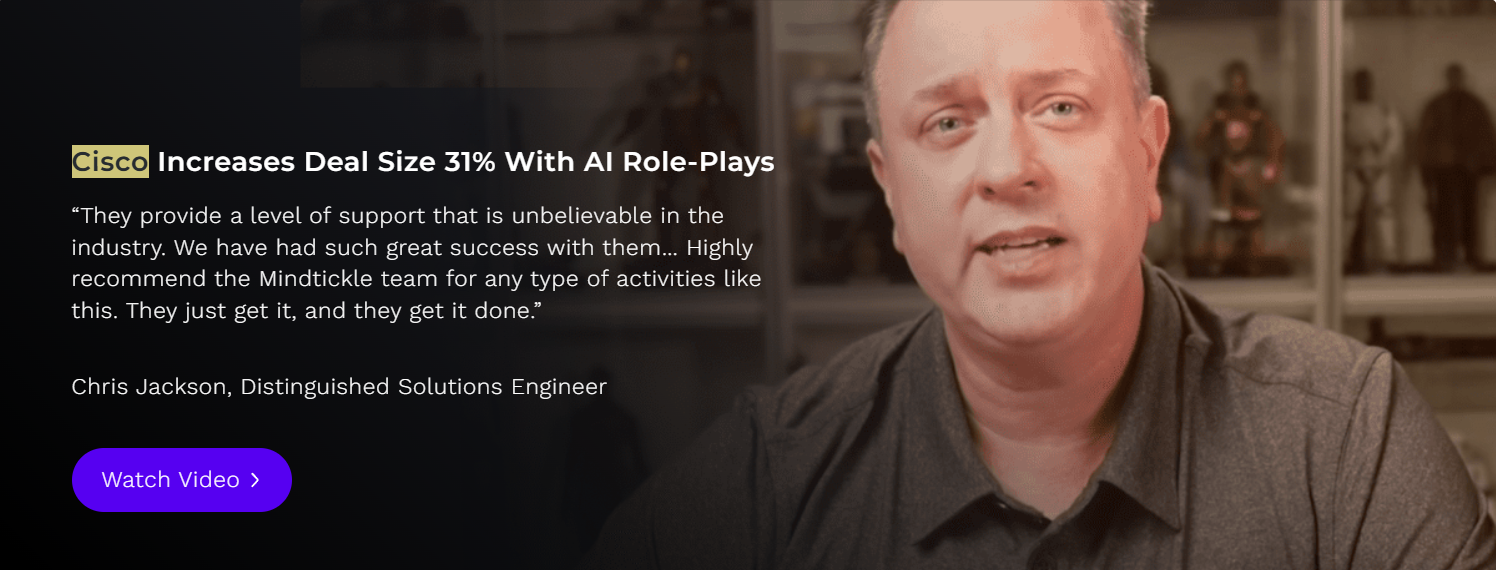 Cisco Increases Deal Size 31% With AI Role-Plays
“They provide a level of support that is unbelievable in the
industry. We have had such great success with them... Highly
recommend the Mindtickle team for any type of activities like
this. They just get it, and they get it done.”
Chris Jackson, Distinguished Solutions Engineer
Watch Video >